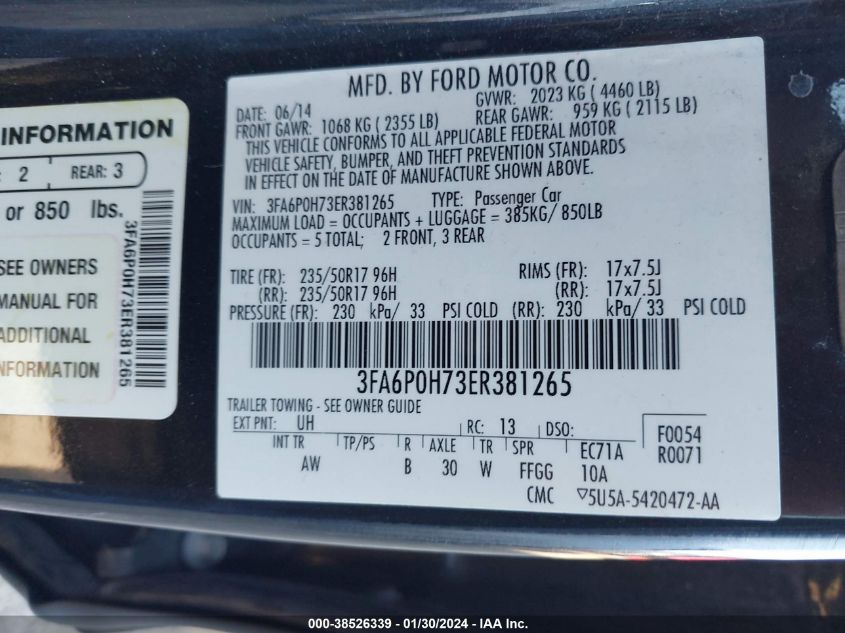 MFD. BY FORD MOTOR CO.
DATE: 06/14 GVWR: 2023 KG ( 4460 LB)
FRONT GAWR: 1068 KG ( 2355 LB) REAR GAWR: 959 KG ( 2115 LB)
THIS VEHICLE CONFORMS TO ALL APPLICABLE FEDERAL MOTOR
VEHICLE SAFETY, BUMPER, AND THEFT PREVENTION STANDARDS
IN EFFECT ON THE DATE OF MANUFACTURE SHOWN ABOVE.
VIN: 3FA6P0H73ER381265 TYPE: Passenger Car
MAXIMUM LOAD = OCCUPANTS + LUGGAGE = 385KG/ 850LB
OCCUPANTS = 5 TOTAL; 2 FRONT, 3 REAR
TIRE (FR): 235/50R17 96H RIMS (FR): 17x7.5J
(RR): 235/50R17 96H (RR): 17x7.5J
PRESSURE (FR): 230 kPa/ 33 PSI COLD (RR): 230 kPa/ 33 PSI COLD
3FA6P0H73ER381265
TRAILER TOWING - SEE OWNER GUIDE
EXT PNT: UH RC: 13 DSO: F0054
R0071
INT TR TP/PS R AXLE TR SPR EC71A
AW B 30 W FFGG 10A
CMC ▽5U5A-5420472-AA
INFORMATION
: 2 REAR: 3
or 850 lbs.
SEE OWNERS
MANUAL FOR
ADDITIONAL
INFORMATION
3FA6P0H73ER381265
000-38526339 - 01/30/2024 - IAA Inc.